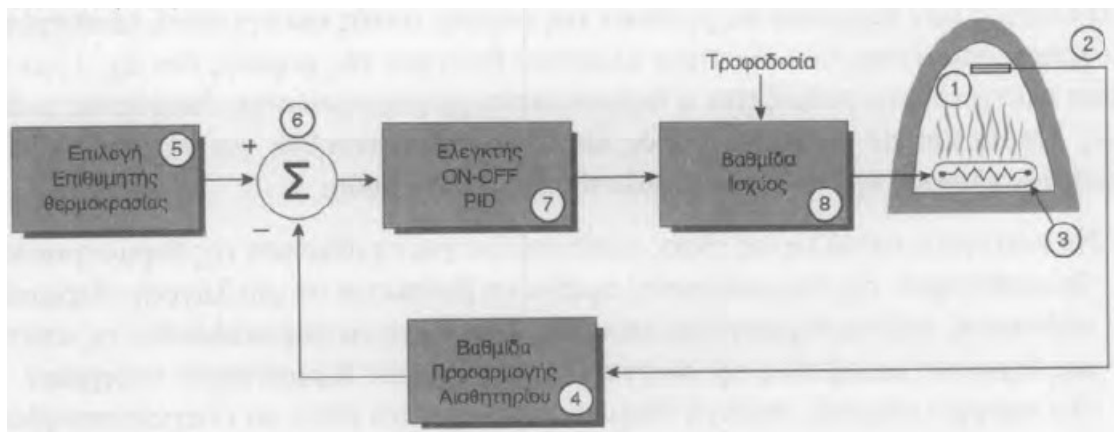 Τροφοδοσία
2
1
6
5
Επιλογή
Επιθυμητής
θερμοκρασίας
+
Σ
−
Ελεγκτής
ON-OFF
PID
7
Βαθμίδα
Ισχύος
8
3
Βαθμίδα
Προσαρμογής
Αισθητηρίου
4